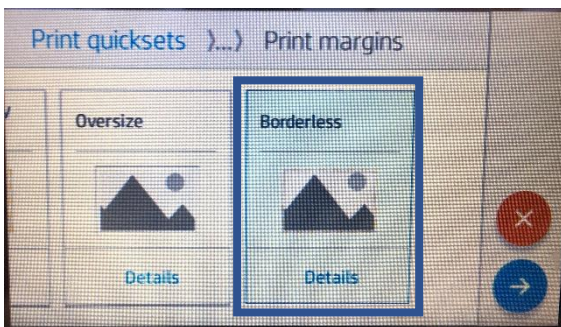 Print quicksets ⟩...⟩ Print margins
Oversize
Borderless
Details
Details